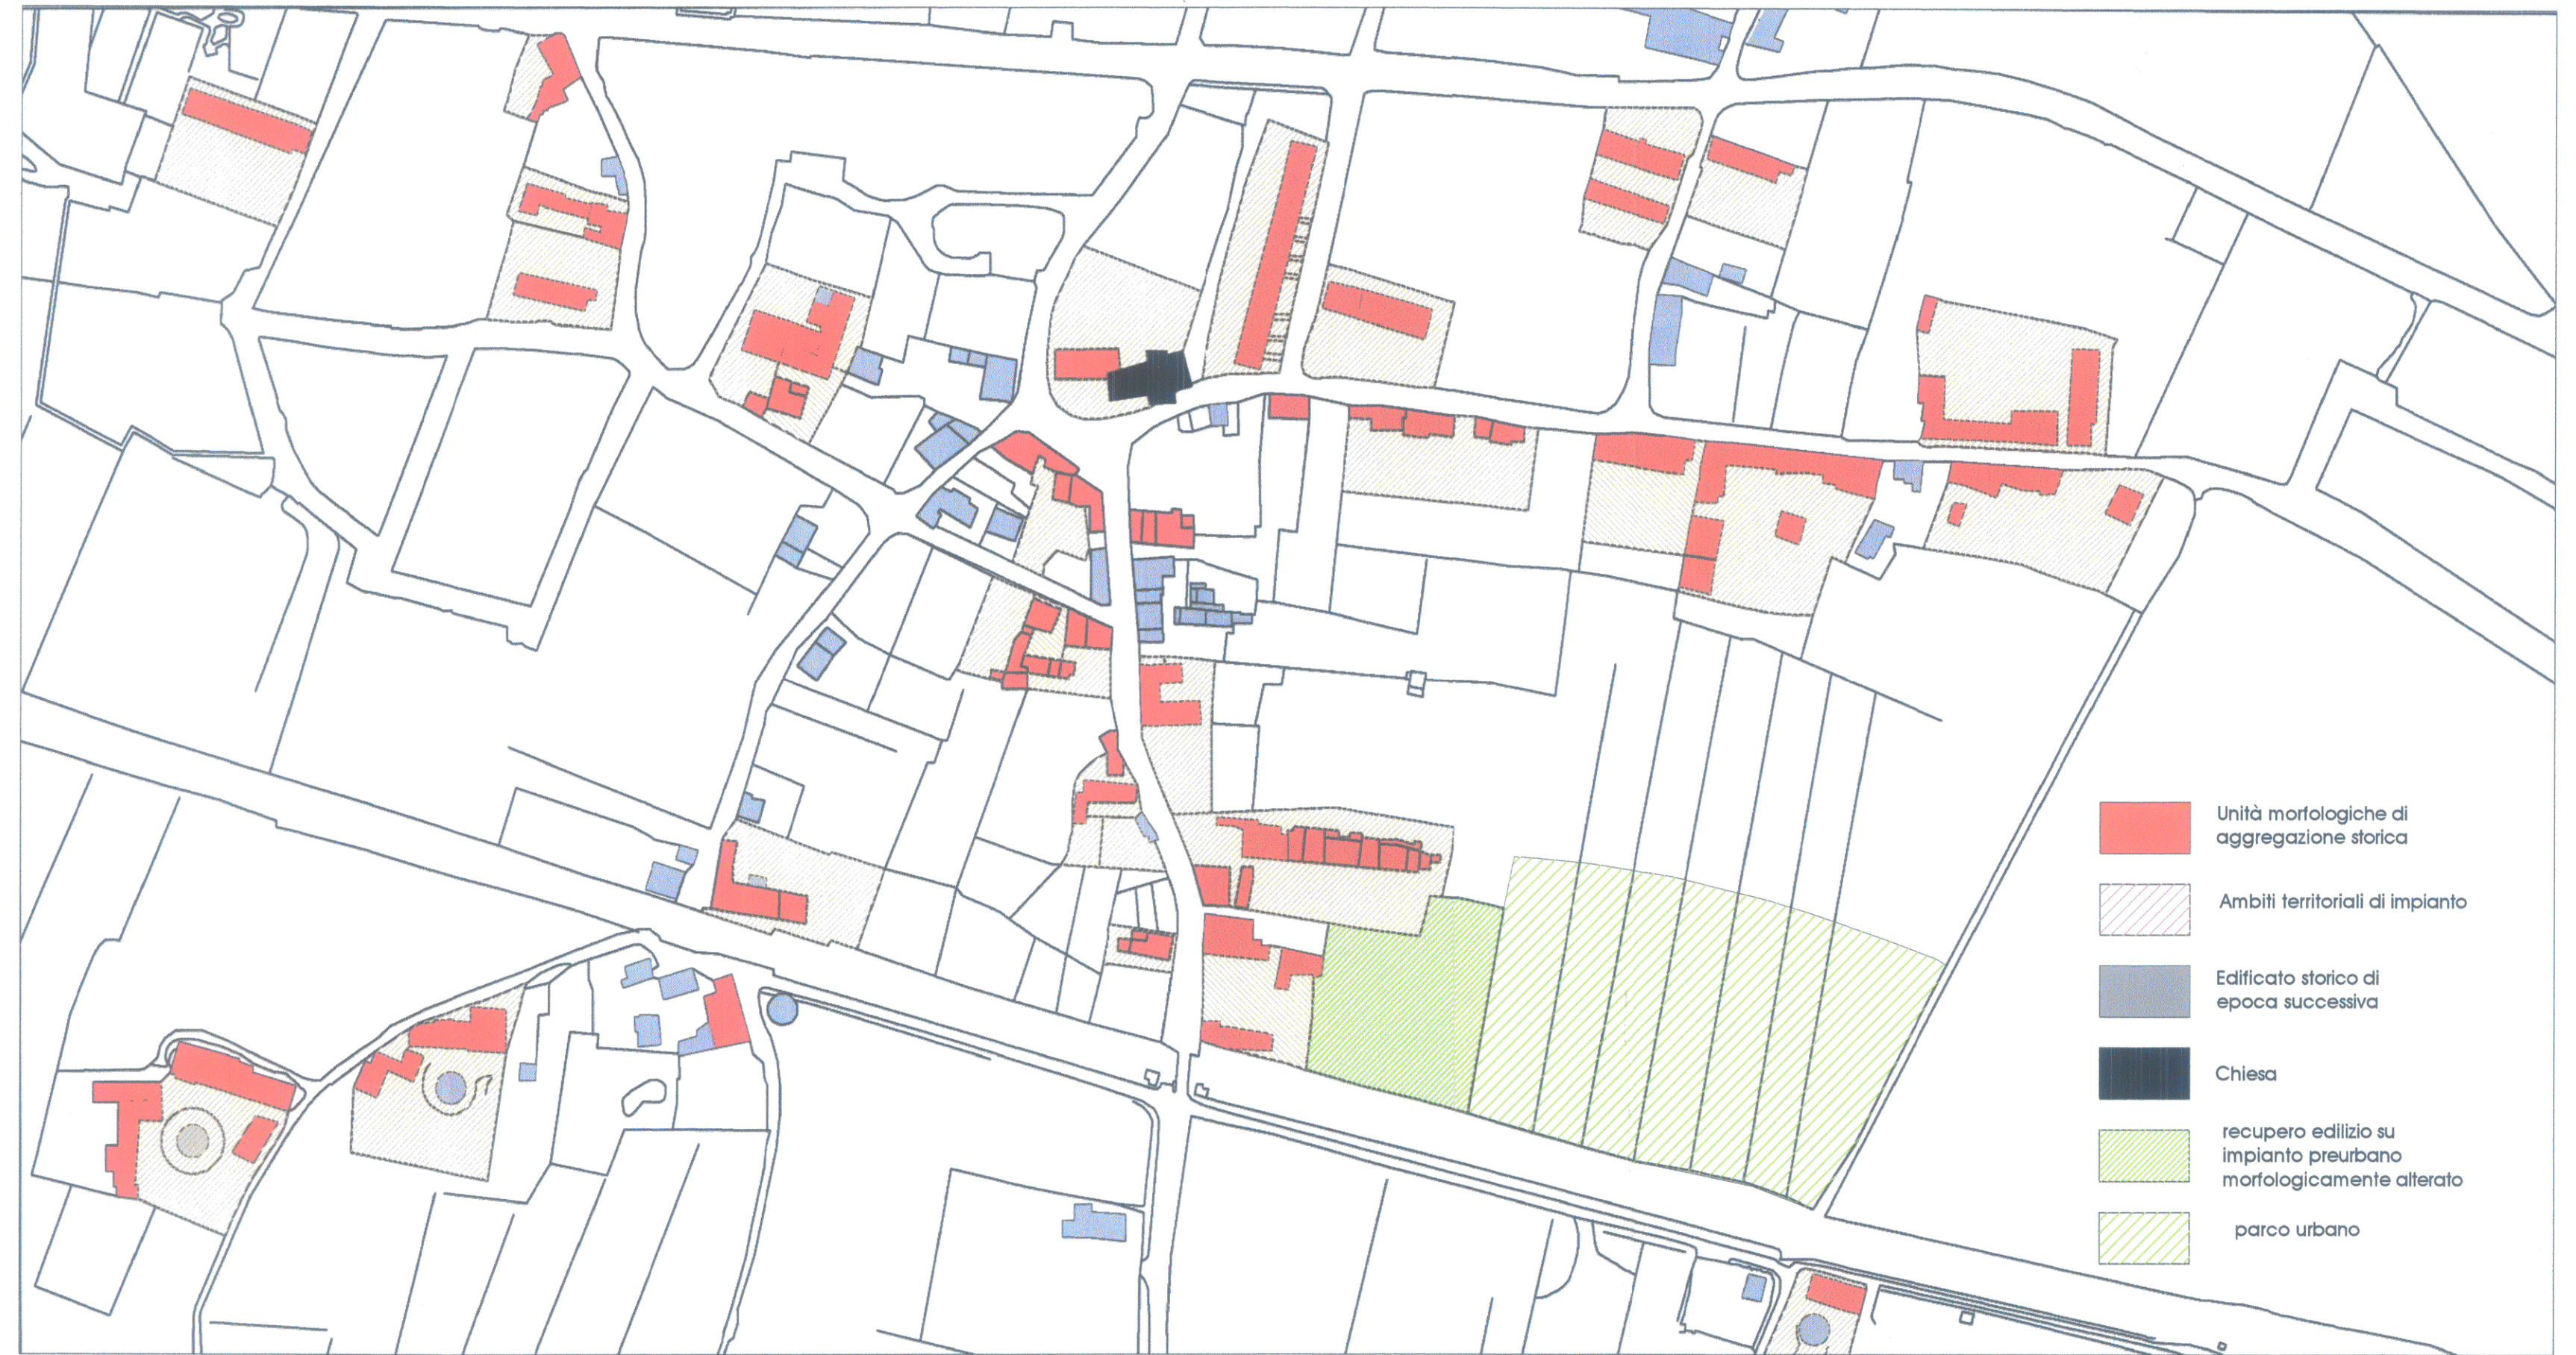 Unità morfologiche di
aggregazione storica
Ambiti territoriali di impianto
Edificato storico di
epoca successiva
Chiesa
recupero edilizio su
impianto preurbano
morfologicamente alterato
parco urbano